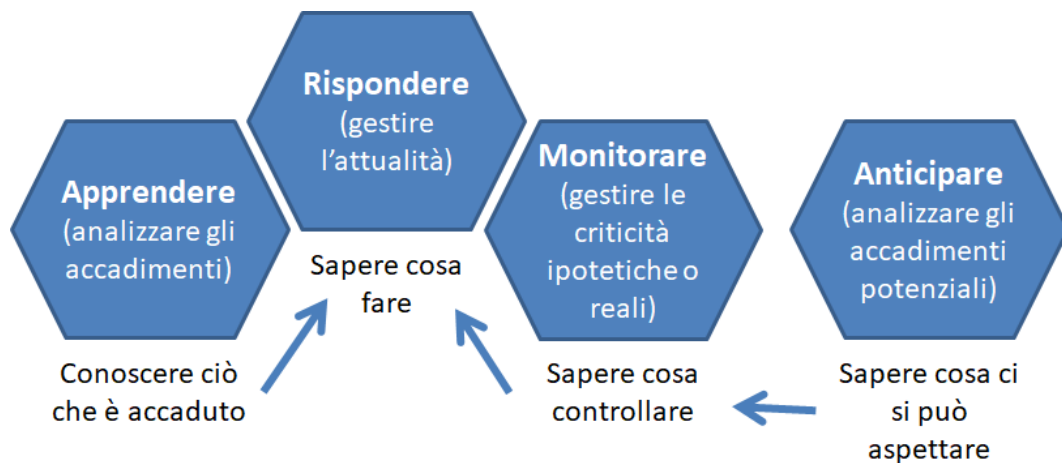 Apprendere
(analizzare gli
accadimenti)
Conoscere ciò
che è accaduto
Rispondere
(gestire
l'attualità)
Sapere cosa
fare
Monitorare
(gestire le
criticità
ipotetiche o
reali)
Sapere cosa
controllare
Anticipare
(analizzare gli
accadimenti
potenziali)
Sapere cosa ci
si può
aspettare